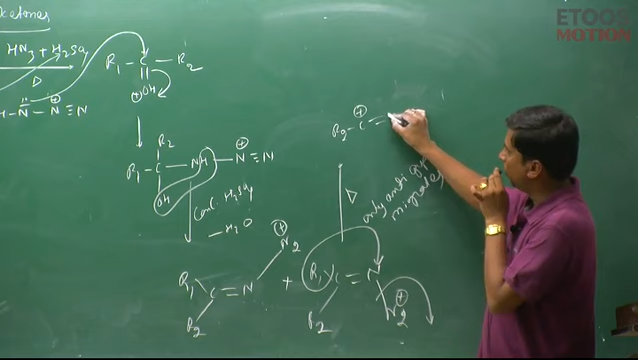 ketones
HN3 + H2SO4
Δ
H-N̈-N⊕≡N
R1-C-R2
⊕OH
R2
R1-C-NH-N⊕≡N
OH
Conc. H2SO4
-H2O
R1
C=N
R2
N2⊕
+
R1
C=N
R2
N2⊕
Δ
only anti gr
migrates
R2-C⊕=
ETOOS
MOTION